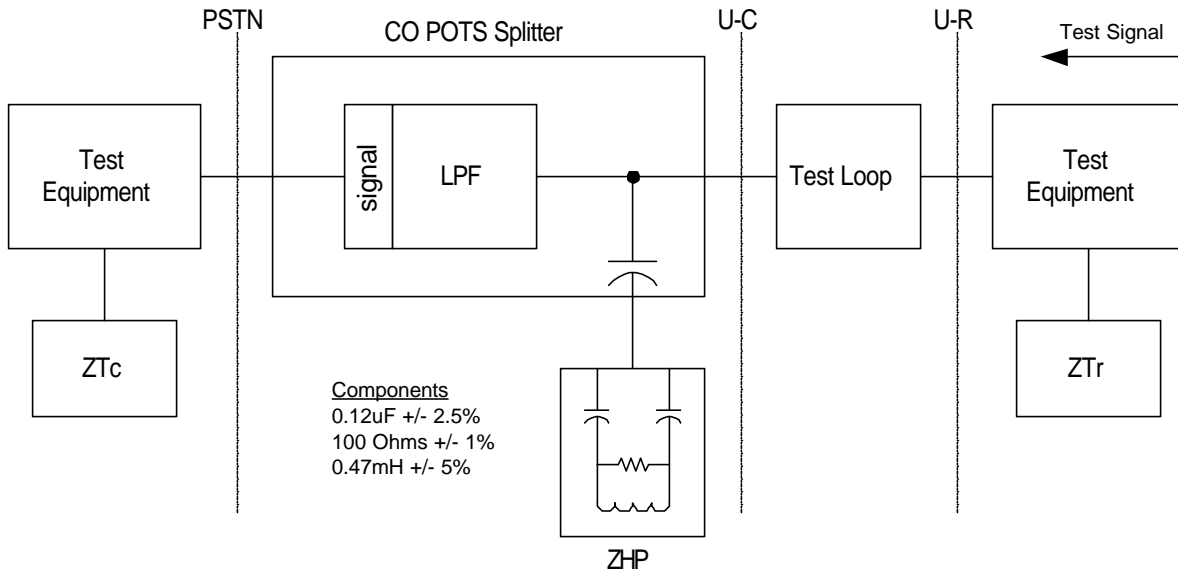 PSTN
U-C
U-R
CO POTS Splitter
Test Signal
Test
Equipment
signal
LPF
Test Loop
Test
Equipment
ZTc
ZTr
Components
0.12uF +/- 2.5%
100 Ohms +/- 1%
0.47mH +/- 5%
ZHP